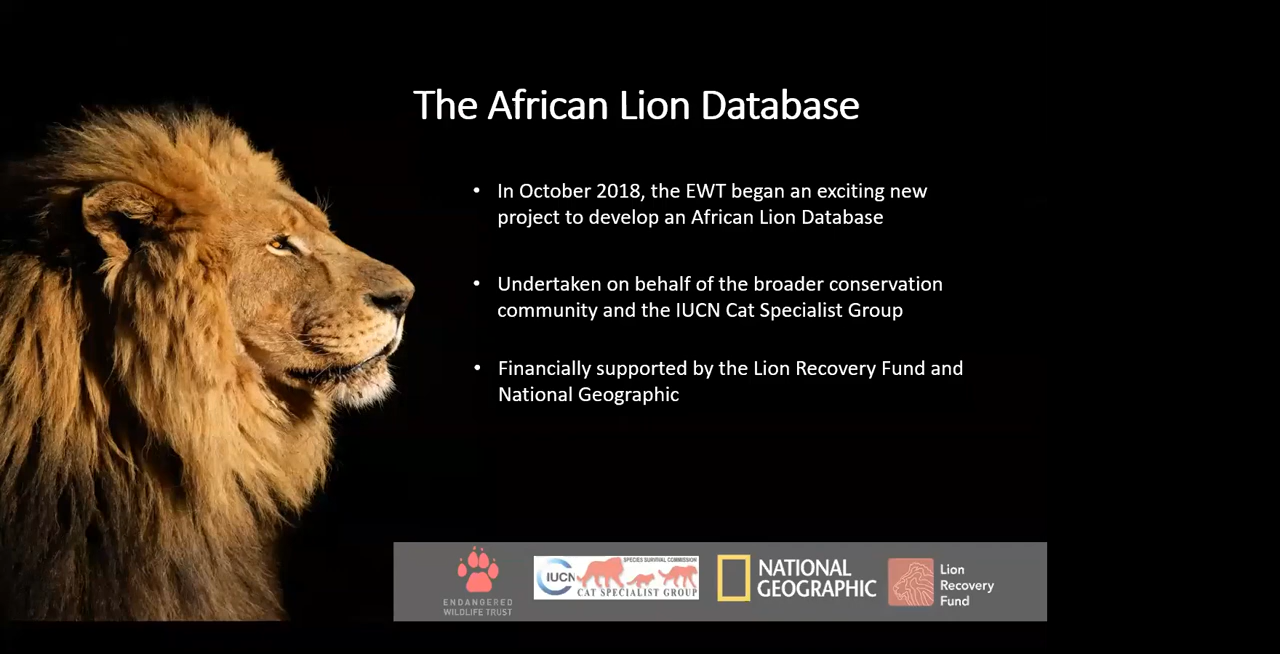 The African Lion Database
• In October 2018, the EWT began an exciting new
project to develop an African Lion Database
• Undertaken on behalf of the broader conservation
community and the IUCN Cat Specialist Group
• Financially supported by the Lion Recovery Fund and
National Geographic
ENDANGERED
WILDLIFE TRUST
SPECIES SURVIVAL COMMISSION
IUCN
CAT SPECIALIST GROUP
NATIONAL
GEOGRAPHIC
Lion
Recovery
Fund